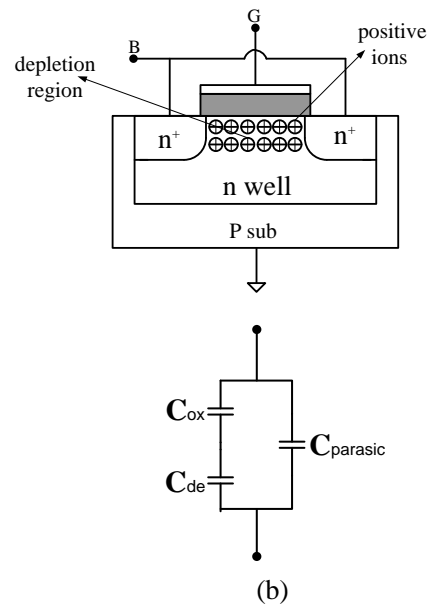 G
B
positive
ions
depletion
region
n+
n+
n well
P sub
Cox
Cparasic
Cde
(b)